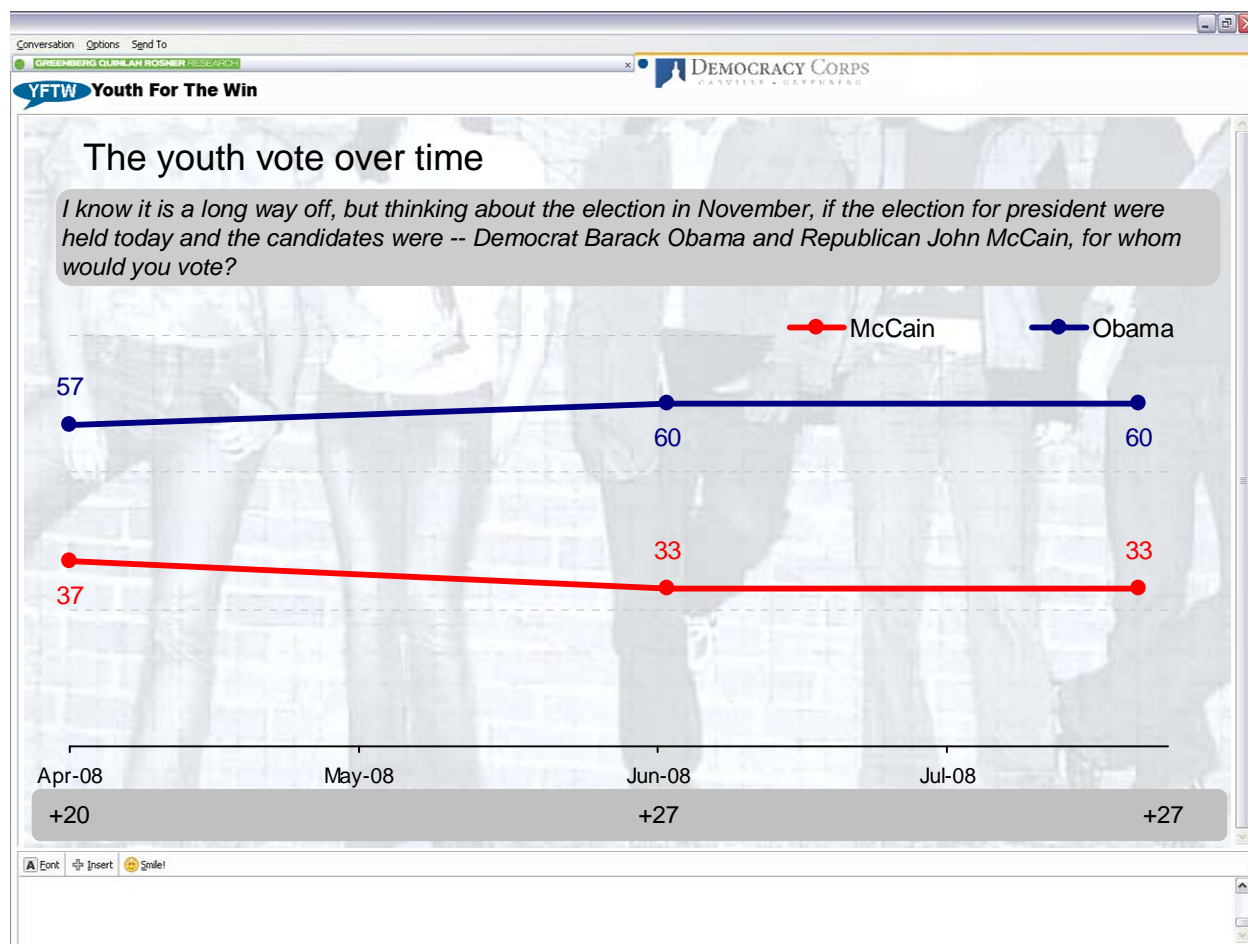 Conversation Options Send To
GREENBERG QUINLAN ROSNER RESEARCH
DEMOCRACY CORPS
CARVILLE • GREENBERG
YFTW Youth For The Win
The youth vote over time
I know it is a long way off, but thinking about the election in November, if the election for president were
held today and the candidates were -- Democrat Barack Obama and Republican John McCain, for whom
would you vote?
McCain Obama
57
60 60
33 33
37
Apr-08 May-08 Jun-08 Jul-08
+20 +27 +27
A Font Insert Smile!